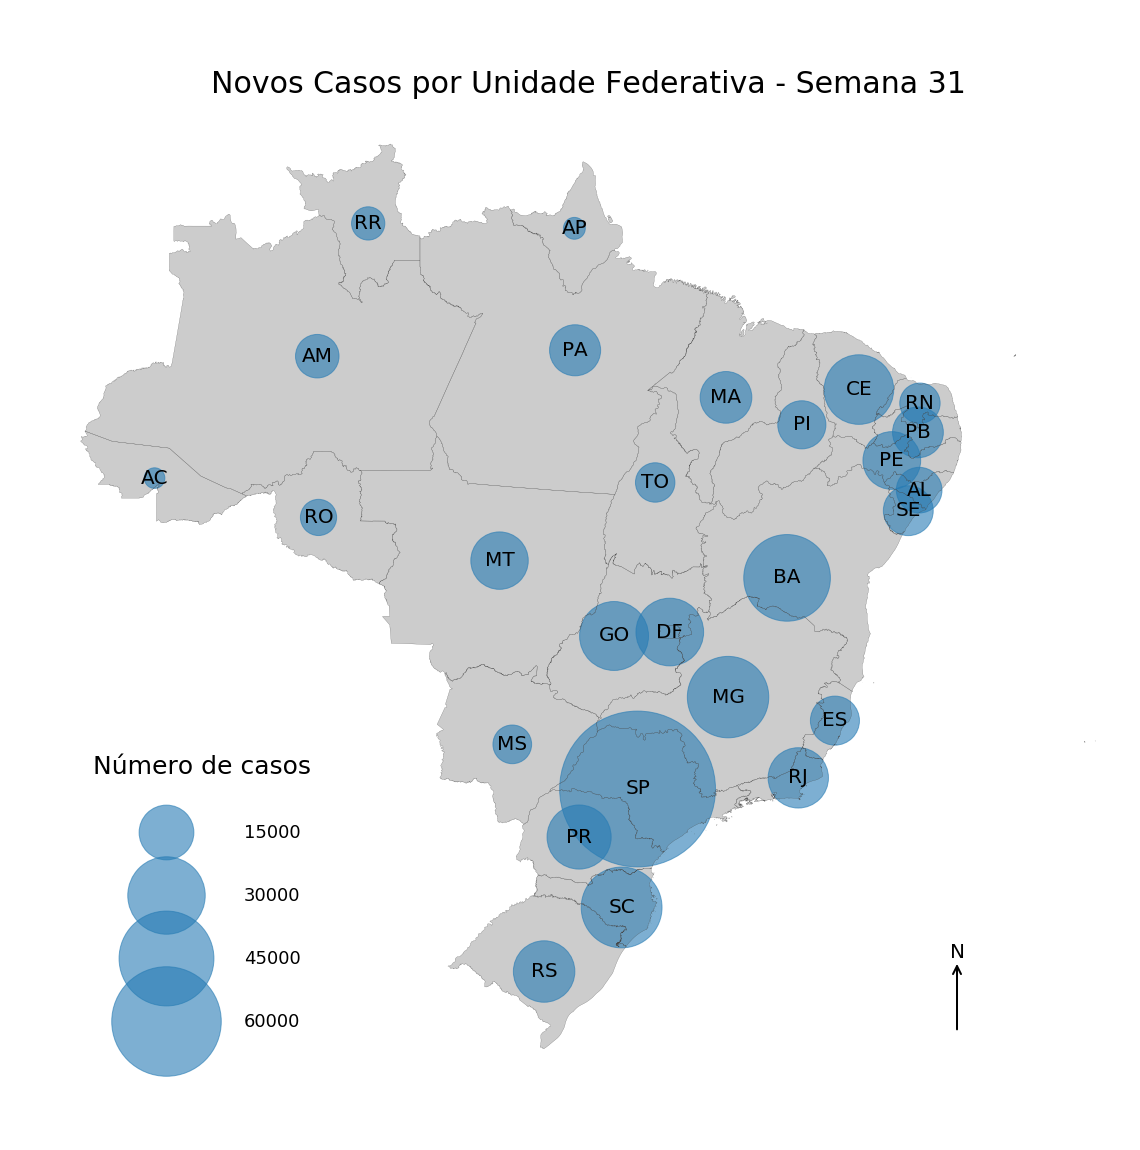 Novos Casos por Unidade Federativa - Semana 31
RR
AP
AM
PA
MA
CE
PI
RN
PB
PE
AL
SE
AC
TO
RO
MT
BA
GO
DF
MG
ES
MS
RJ
SP
PR
SC
RS
Número de casos
15000
30000
45000
60000
N